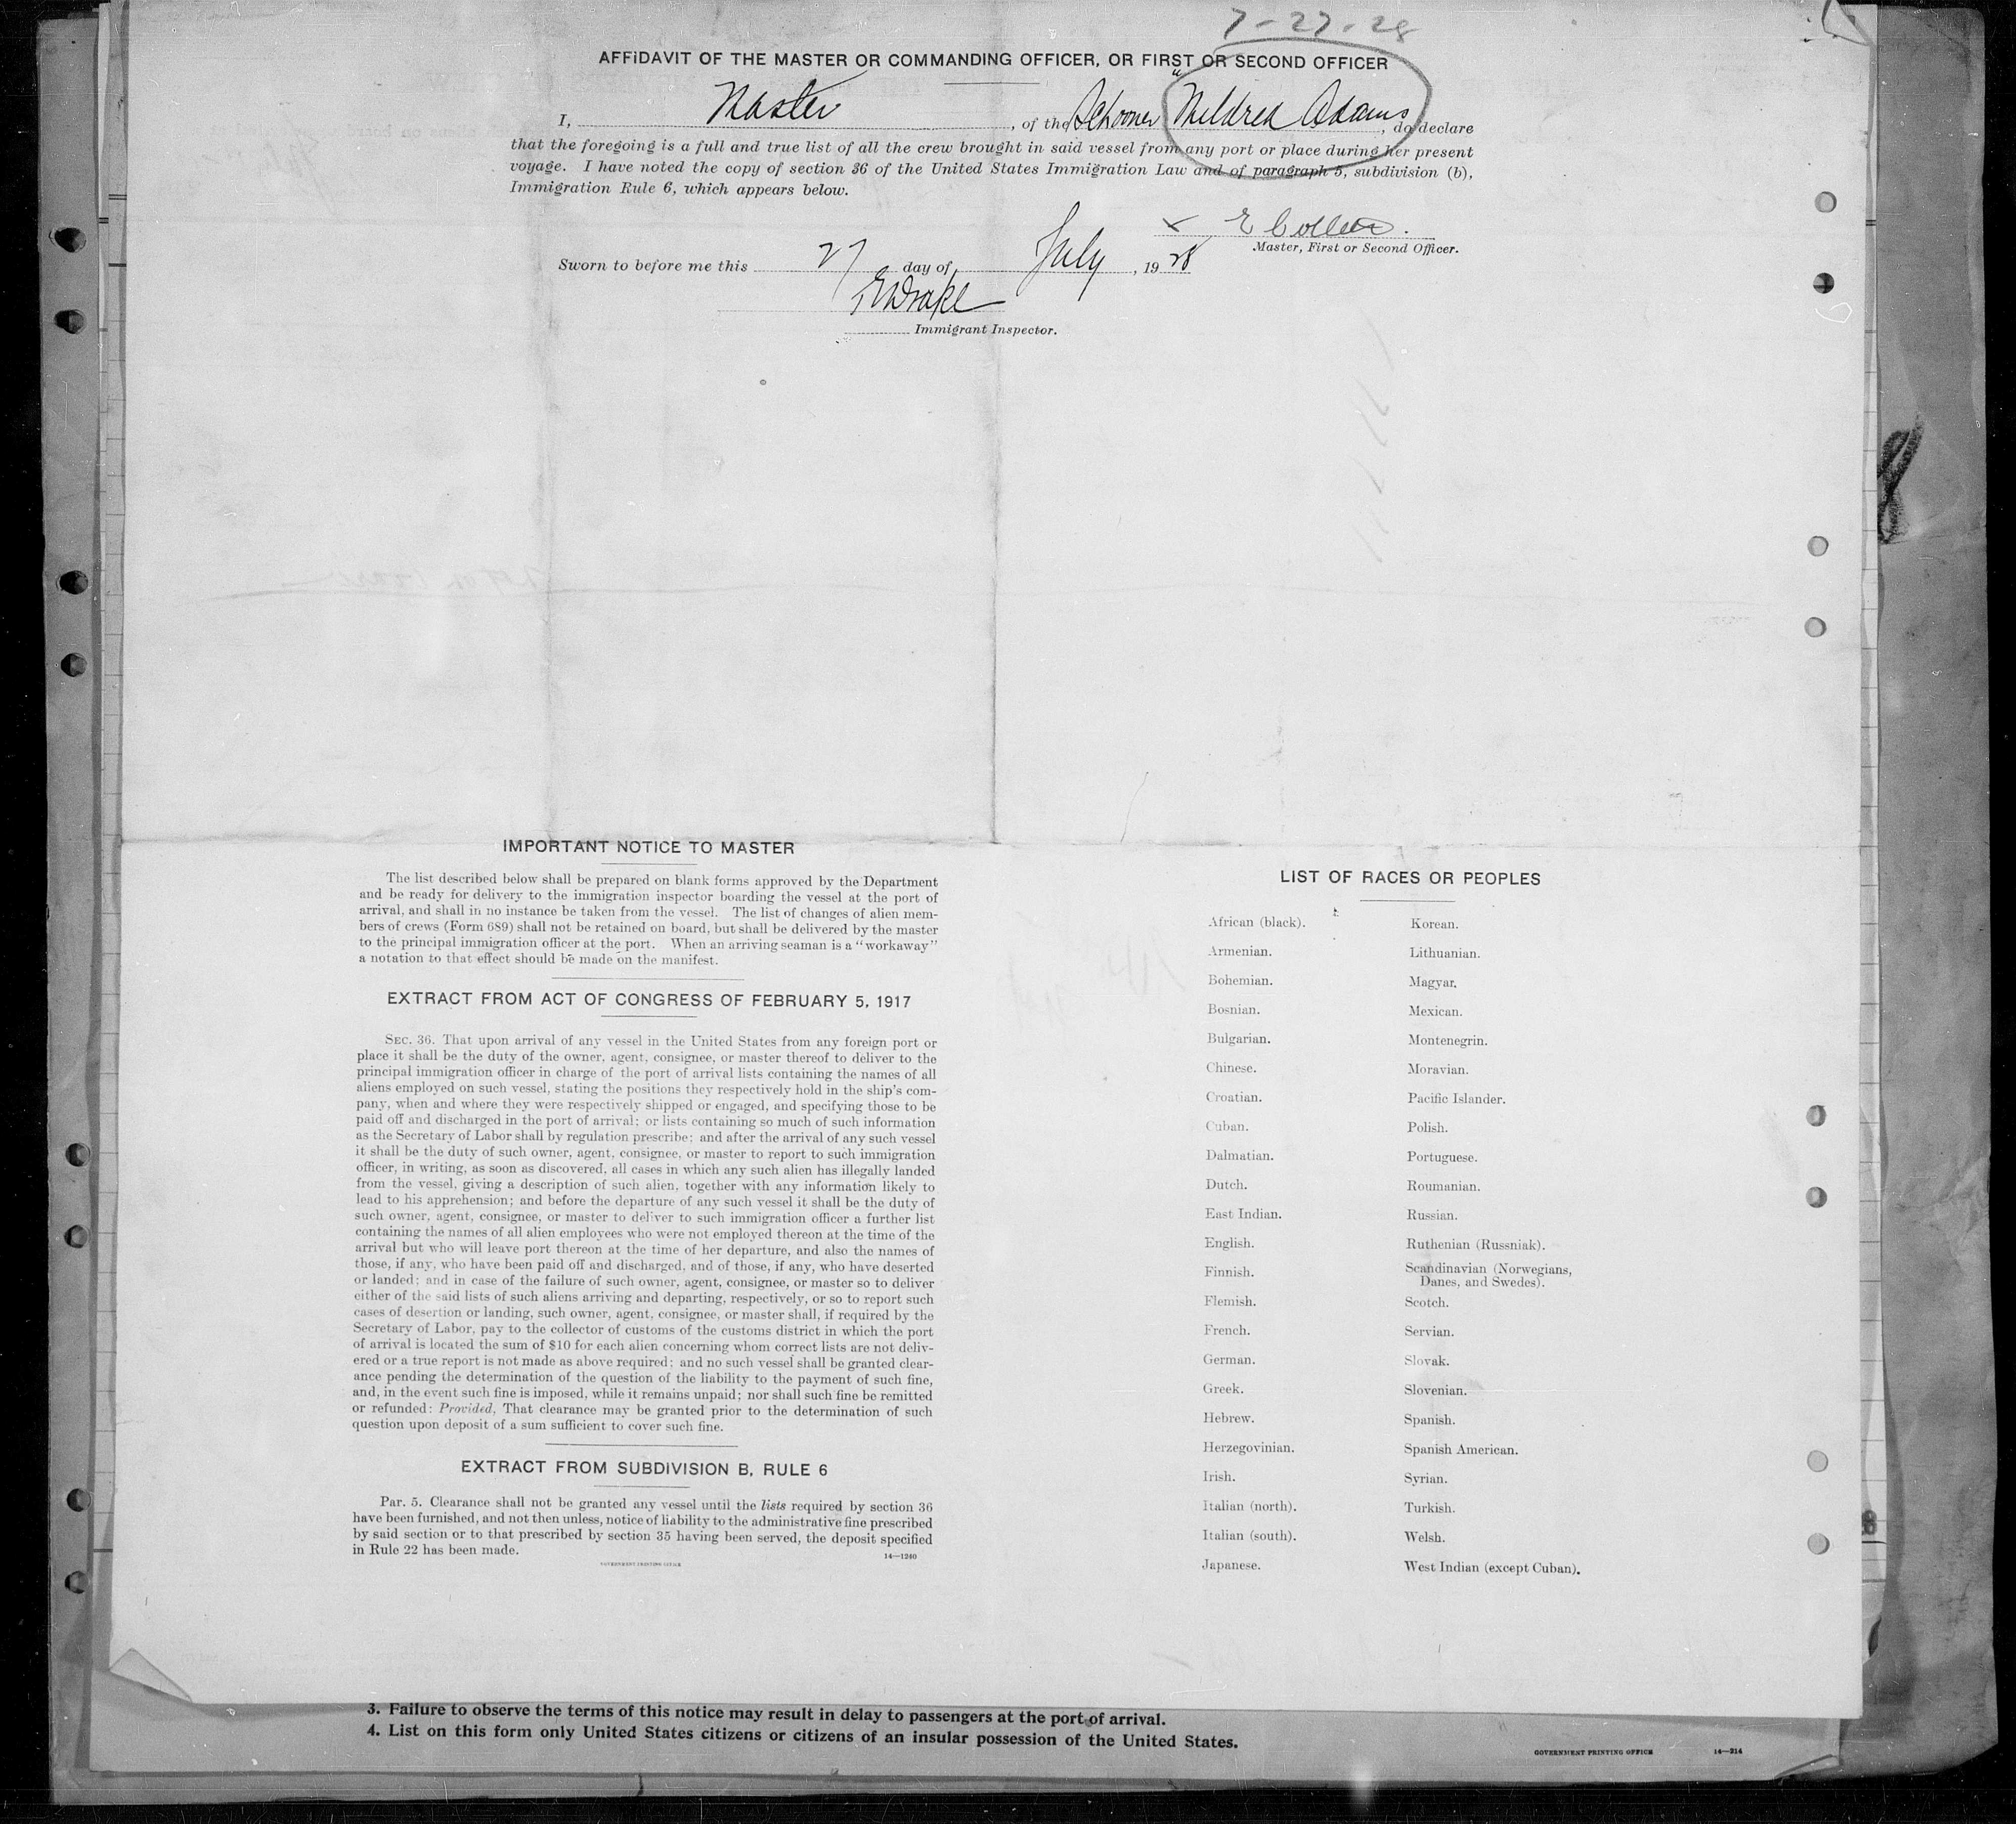 7-27-28
AFFIDAVIT OF THE MASTER OR COMMANDING OFFICER, OR FIRST OR SECOND OFFICER
I, Master, of the Schooner "Mildred Adams, do declare
that the foregoing is a full and true list of all the crew brought in said vessel from any port or place during her present
voyage. I have noted the copy of section 36 of the United States Immigration Law and of paragraph 5, subdivision (b),
Immigration Rule 6, which appears below.
x E Collins.
Master, First or Second Officer.
Sworn to before me this 27 day of July, 1928
Drake
Immigrant Inspector.
IMPORTANT NOTICE TO MASTER
The list described below shall be prepared on blank forms approved by the Department
and be ready for delivery to the immigration inspector boarding the vessel at the port of
arrival, and shall in no instance be taken from the vessel. The list of changes of alien mem-
bers of crews (Form 689) shall not be retained on board, but shall be delivered by the master
to the principal immigration officer at the port. When an arriving seaman is a "workaway"
a notation to that effect should be made on the manifest.
EXTRACT FROM ACT OF CONGRESS OF FEBRUARY 5, 1917
SEC. 36. That upon arrival of any vessel in the United States from any foreign port or
place it shall be the duty of the owner, agent, consignee, or master thereof to deliver to the
principal immigration officer in charge of the port of arrival lists containing the names of all
aliens employed on such vessel, stating the positions they respectively hold in the ship's com-
pany, when and where they were respectively shipped or engaged, and specifying those to be
paid off and discharged in the port of arrival; or lists containing so much of such information
as the Secretary of Labor shall by regulation prescribe; and after the arrival of any such vessel
it shall be the duty of such owner, agent, consignee, or master to report to such immigration
officer, in writing, as soon as discovered, all cases in which any such alien has illegally landed
from the vessel, giving a description of such alien, together with any information likely to
lead to his apprehension; and before the departure of any such vessel it shall be the duty of
such owner, agent, consignee, or master to deliver to such immigration officer a further list
containing the names of all alien employees who were not employed thereon at the time of the
arrival but who will leave port thereon at the time of her departure, and also the names of
those, if any, who have been paid off and discharged, and of those, if any, who have deserted
or landed; and in case of the failure of such owner, agent, consignee, or master so to deliver
either of the said lists of such aliens arriving and departing, respectively, or so to report such
cases of desertion or landing, such owner, agent, consignee, or master shall, if required by the
Secretary of Labor, pay to the collector of customs of the customs district in which the port
of arrival is located the sum of $10 for each alien concerning whom correct lists are not deliv-
ered or a true report is not made as above required; and no such vessel shall be granted clear-
ance pending the determination of the question of the liability to the payment of such fine,
and, in the event such fine is imposed, while it remains unpaid; nor shall such fine be remitted
or refunded: Provided, That clearance may be granted prior to the determination of such
question upon deposit of a sum sufficient to cover such fine.
EXTRACT FROM SUBDIVISION B, RULE 6
Par. 5. Clearance shall not be granted any vessel until the lists required by section 36
have been furnished, and not then unless, notice of liability to the administrative fine prescribed
by said section or to that prescribed by section 35 having been served, the deposit specified
in Rule 22 has been made.
14—1240
GOVERNMENT PRINTING OFFICE
LIST OF RACES OR PEOPLES
African (black).
Armenian.
Bohemian.
Bosnian.
Bulgarian.
Chinese.
Croatian.
Cuban.
Dalmatian.
Dutch.
East Indian.
English.
Finnish.
Flemish.
French.
German.
Greek.
Hebrew.
Herzegovinian.
Irish.
Italian (north).
Italian (south).
Japanese.
Korean.
Lithuanian.
Magyar.
Mexican.
Montenegrin.
Moravian.
Pacific Islander.
Polish.
Portuguese.
Roumanian.
Russian.
Ruthenian (Russniak).
Scandinavian (Norwegians,
Danes, and Swedes).
Scotch.
Servian.
Slovak.
Slovenian.
Spanish.
Spanish American.
Syrian.
Turkish.
Welsh.
West Indian (except Cuban).
3. Failure to observe the terms of this notice may result in delay to passengers at the port of arrival.
4. List on this form only United States citizens or citizens of an insular possession of the United States.
GOVERNMENT PRINTING OFFICE 14—214